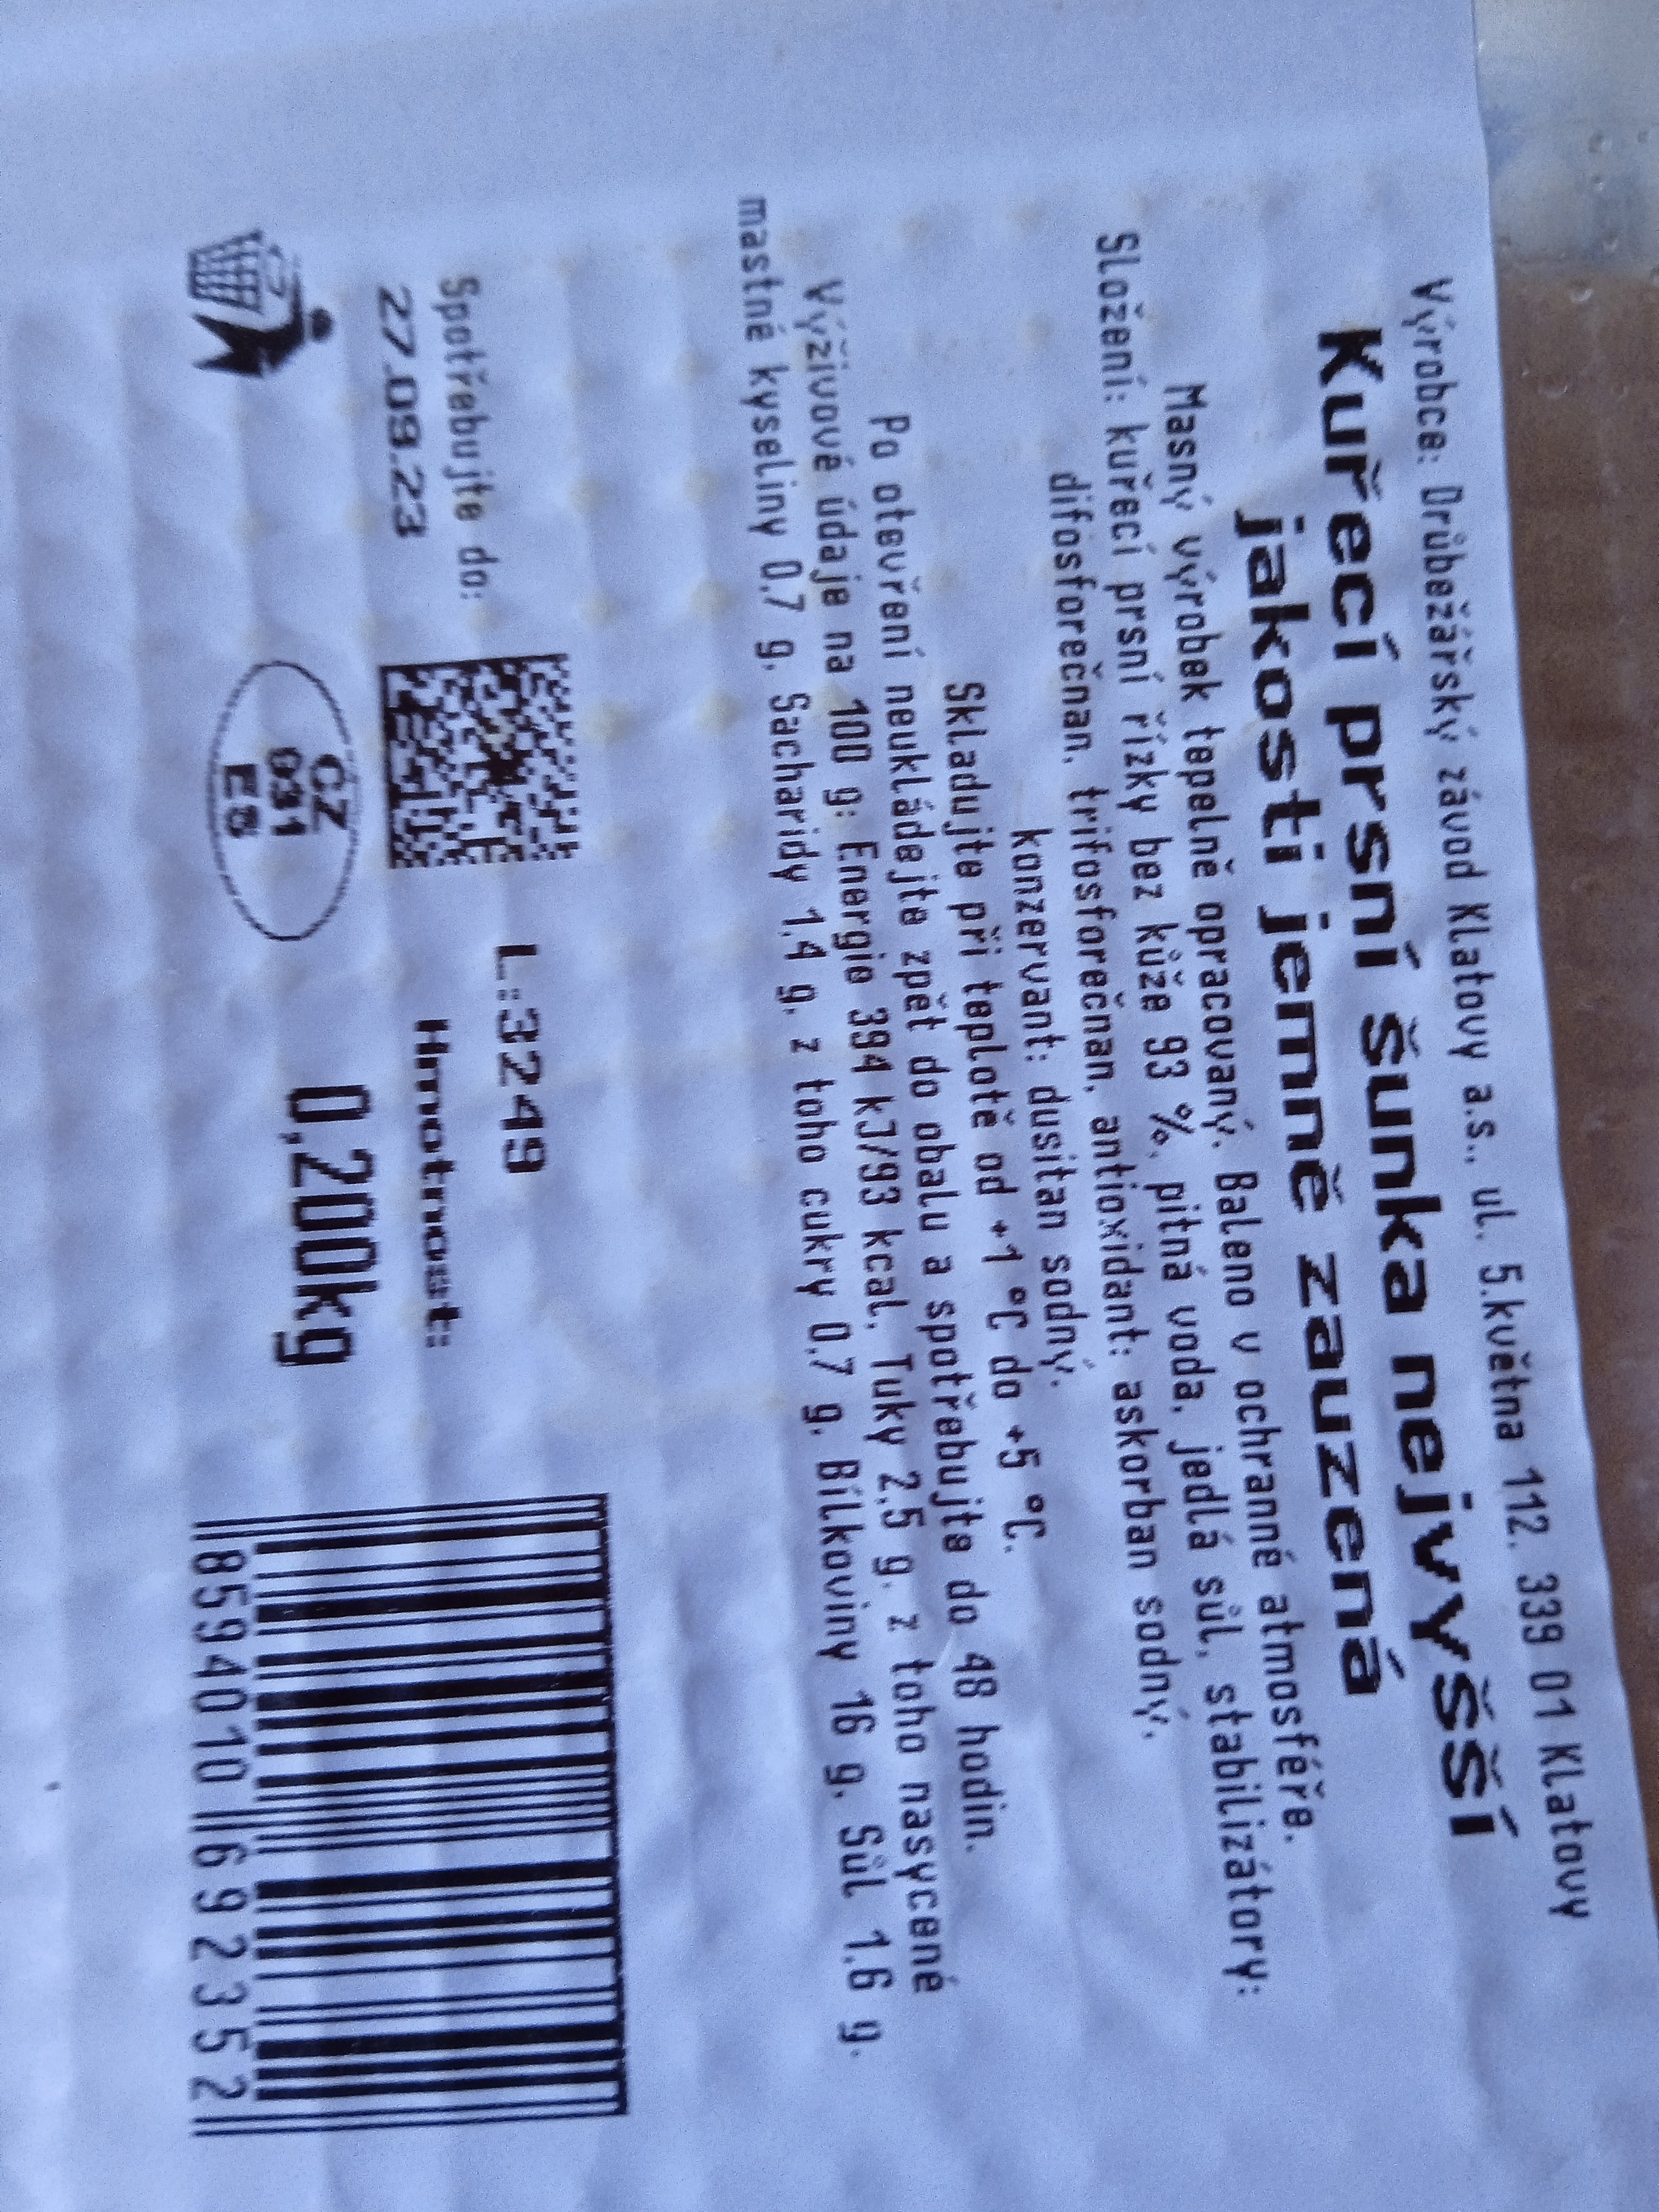 Výrobce: Drůbežářský závod Klatovy a.s., ul. 5.května 112, 339 01 Klatovy
Kuřecí prsní šunka nejvyšší
jakosti jemně zauzená
Masný výrobek tepelně opracovaný. Baleno v ochranné atmosféře.
Složení: kuřecí prsní řízky bez kůže 93 %, pitná voda, jedlá sůl, stabilizátory:
difosforečnan, trifosforečnan, antioxidant: askorban sodný,
konzervant: dusitan sodný.
Skladujte při teplotě od +1 °C do +5 °C.
Po otevření neukládejte zpět do obalu a spotřebujte do 48 hodin.
Výživové údaje na 100 g: Energie 394 kJ/93 kcal, Tuky 2,5 g, z toho nasycené
mastné kyseliny 0,7 g, Sacharidy 1,4 g, z toho cukry 0,7 g, Bílkoviny 16 g, Sůl 1,6 g.
L:3249
Spotřebujte do:
27.09.23
Hmotnost:
0,200kg
CZ
831
ES
8594010692352